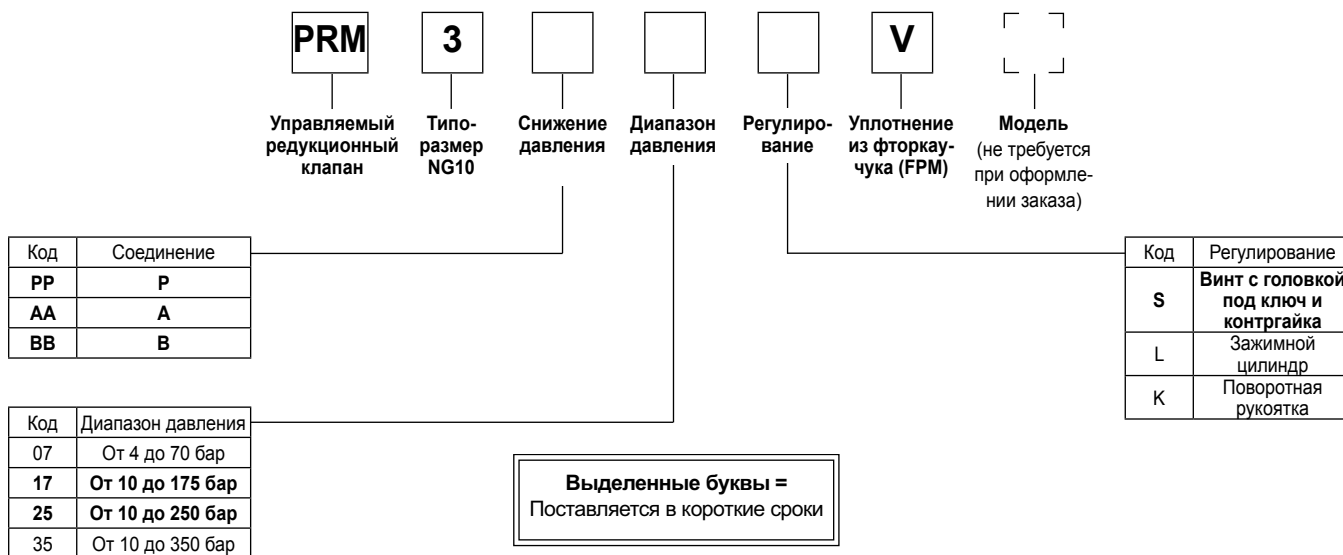 PRM 3 V
Управляемый
редукционный
клапан
Типо-
размер
NG10
Снижение
давления
Диапазон
давления
Регулиро-
вание
Уплотнение
из фторкау-
чука (FPM)
Модель
(не требуется
при оформле-
нии заказа)
Код Соединение
PP P
AA A
BB B
Код Регулирование
S Винт с головкой
под ключ и
контргайка
L Зажимной
цилиндр
K Поворотная
рукоятка
Код Диапазон давления
07 От 4 до 70 бар
17 От 10 до 175 бар
25 От 10 до 250 бар
35 От 10 до 350 бар
Выделенные буквы =
Поставляется в короткие сроки